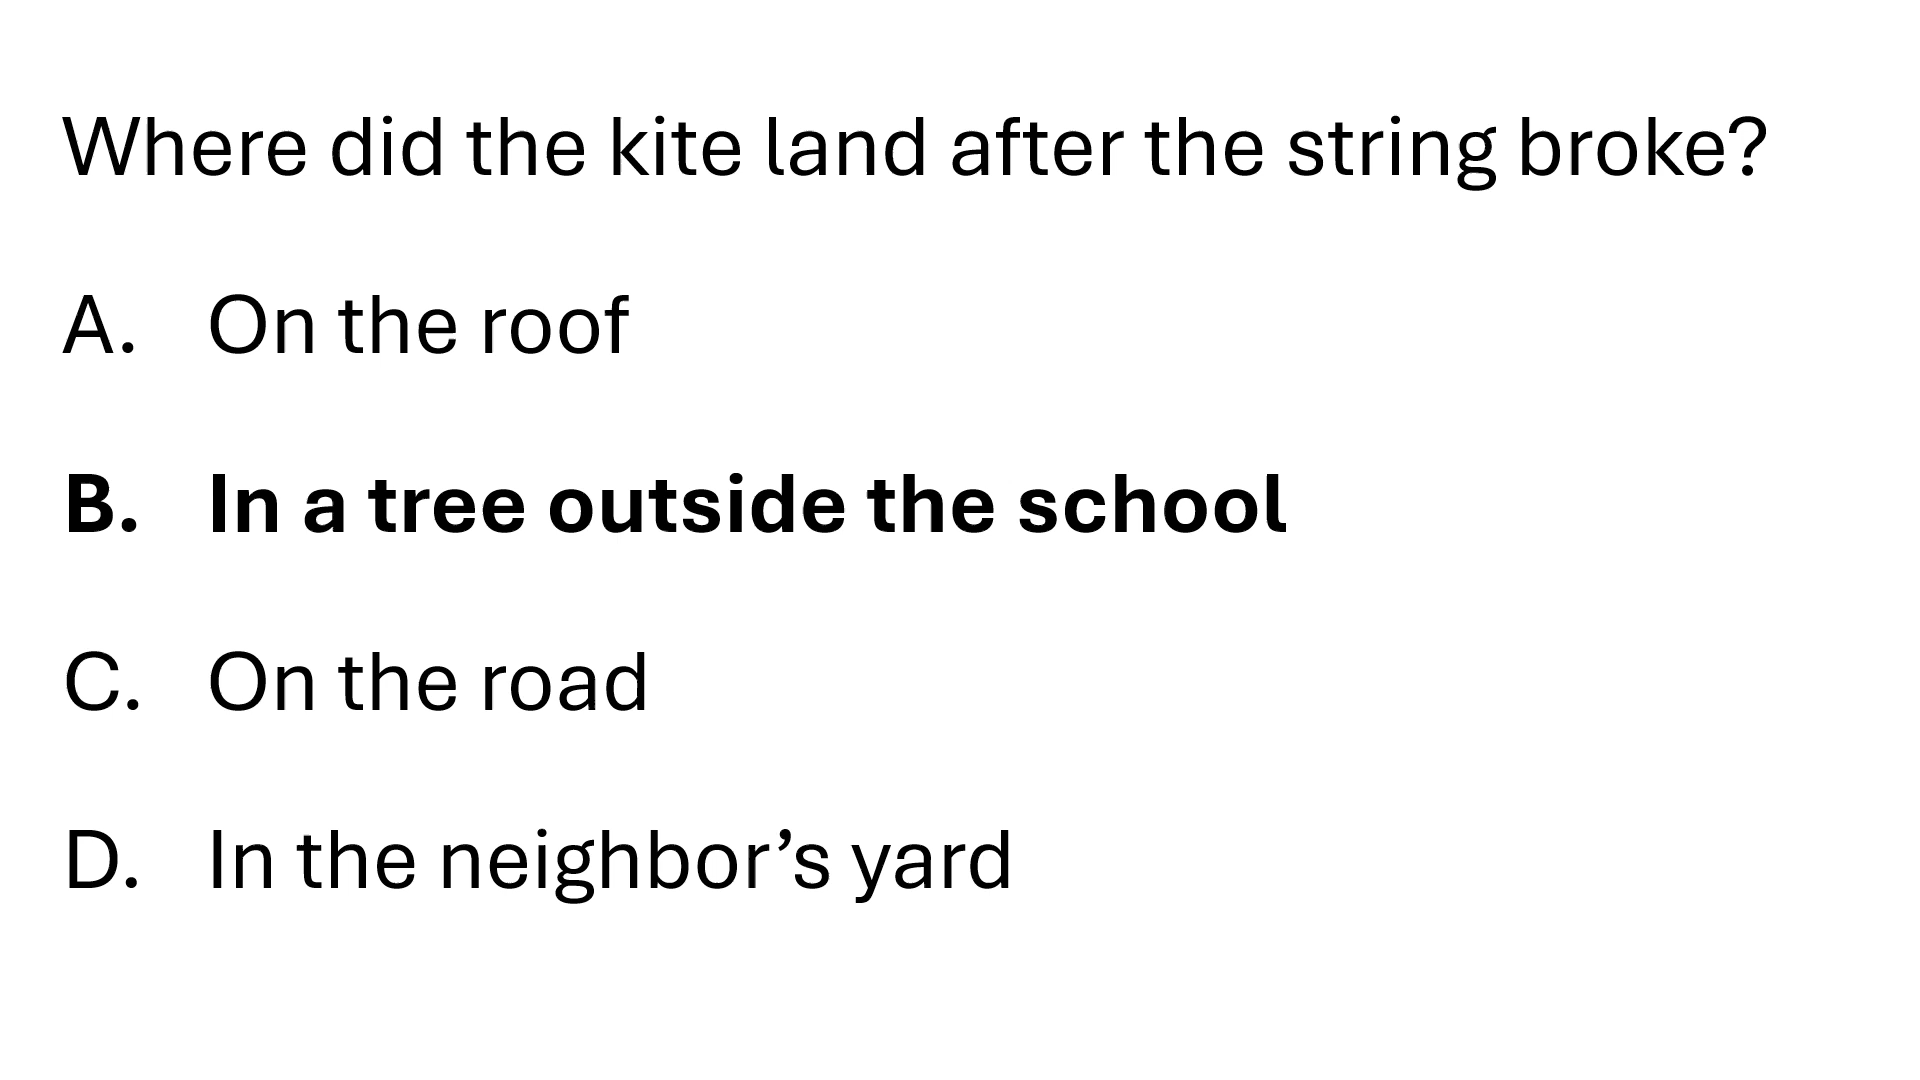 Where did the kite land after the string broke?
A. On the roof
B. In a tree outside the school
C. On the road
D. In the neighbor’s yard